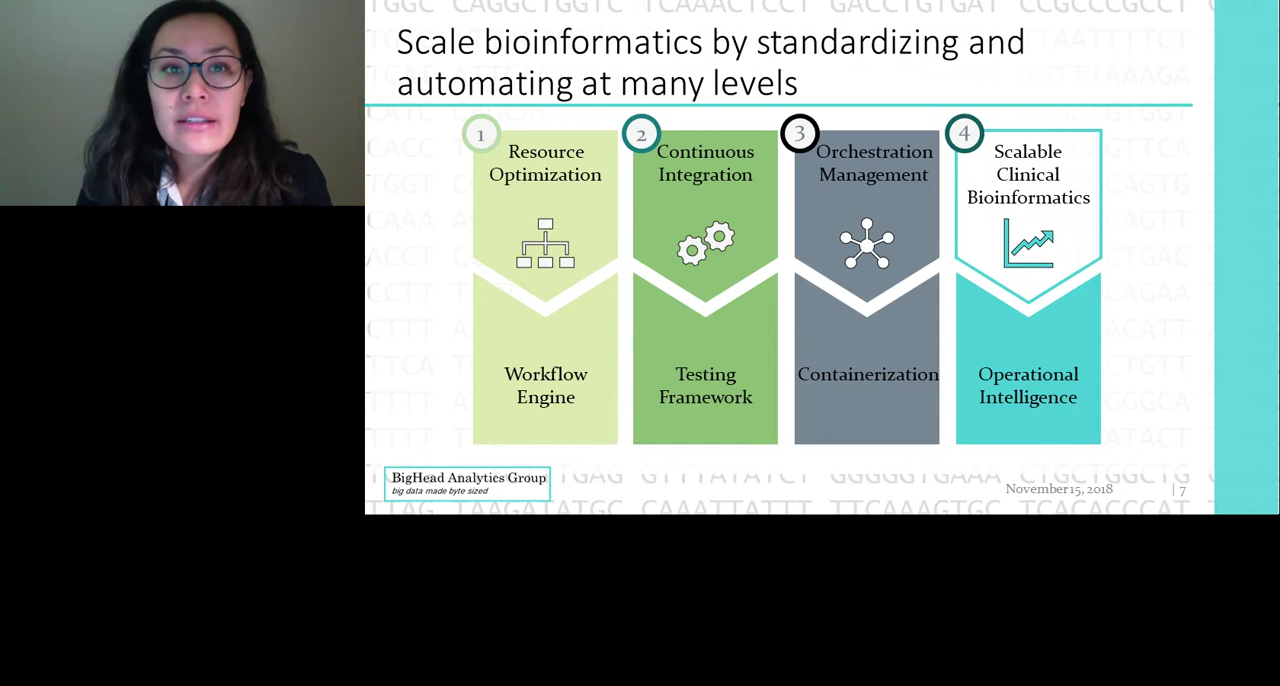 Scale bioinformatics by standardizing and
automating at many levels
1
Resource
Optimization
2
Continuous
Integration
3
Orchestration
Management
4
Scalable
Clinical
Bioinformatics
Workflow
Engine
Testing
Framework
Containerization
Operational
Intelligence
BigHead Analytics Group
big data made byte sized
November 15, 2018
| 7